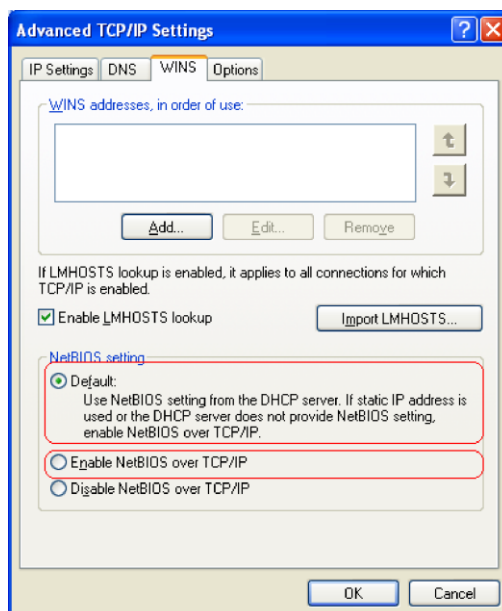 Advanced TCP/IP Settings
IP Settings DNS WINS Options
WINS addresses, in order of use:
Add... Edit... Remove
If LMHOSTS lookup is enabled, it applies to all connections for which
TCP/IP is enabled.
Enable LMHOSTS lookup Import LMHOSTS...
NetBIOS setting
Default:
Use NetBIOS setting from the DHCP server. If static IP address is
used or the DHCP server does not provide NetBIOS setting,
enable NetBIOS over TCP/IP.
Enable NetBIOS over TCP/IP
Disable NetBIOS over TCP/IP
OK Cancel